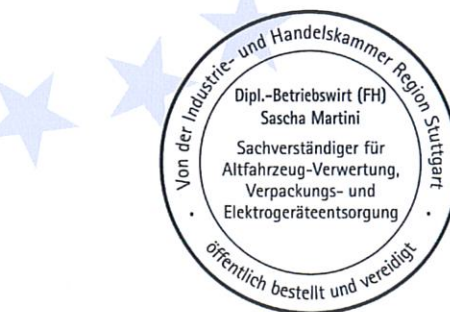 Von der Industrie- und Handelskammer Region Stuttgart
Dipl.-Betriebswirt (FH)
Sascha Martini
Sachverständiger für
Altfahrzeug-Verwertung,
Verpackungs- und
Elektrogeräteentsorgung
· öffentlich bestellt und vereidigt ·